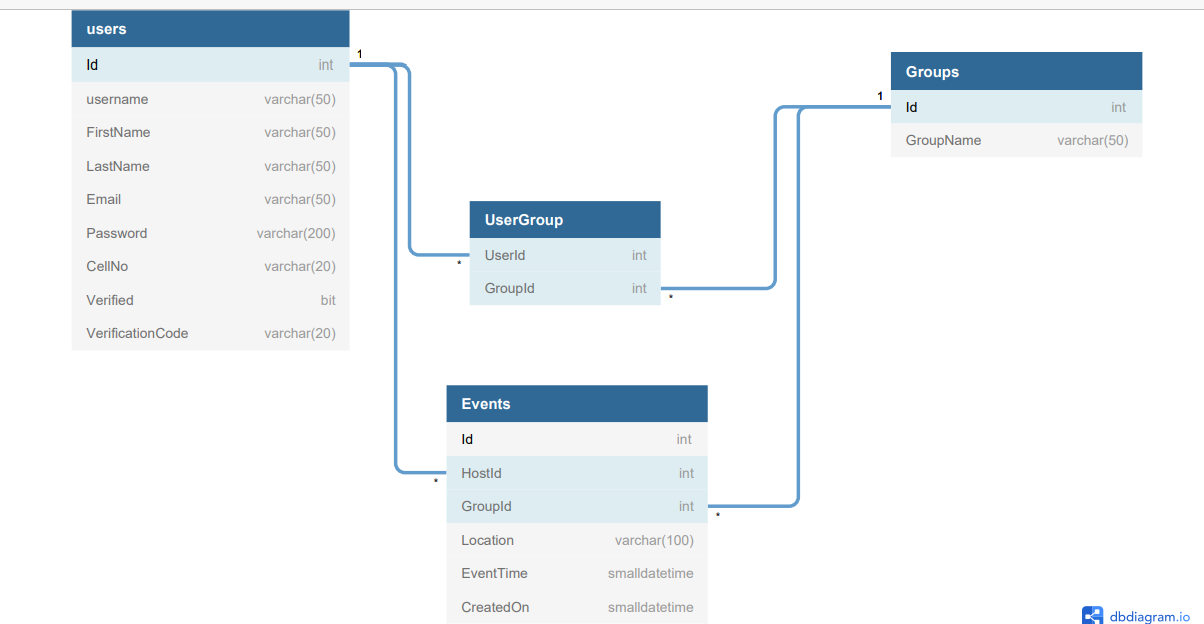 users
1
Id int
username varchar(50)
FirstName varchar(50)
LastName varchar(50)
Email varchar(50)
Password varchar(200)
CellNo varchar(20)
Verified bit
VerificationCode varchar(20)
Groups
1
Id int
GroupName varchar(50)
UserGroup
UserId int
*
GroupId int
*
Events
Id int
HostId int
*
GroupId int
*
Location varchar(100)
EventTime smalldatetime
CreatedOn smalldatetime
dbdiagram.io